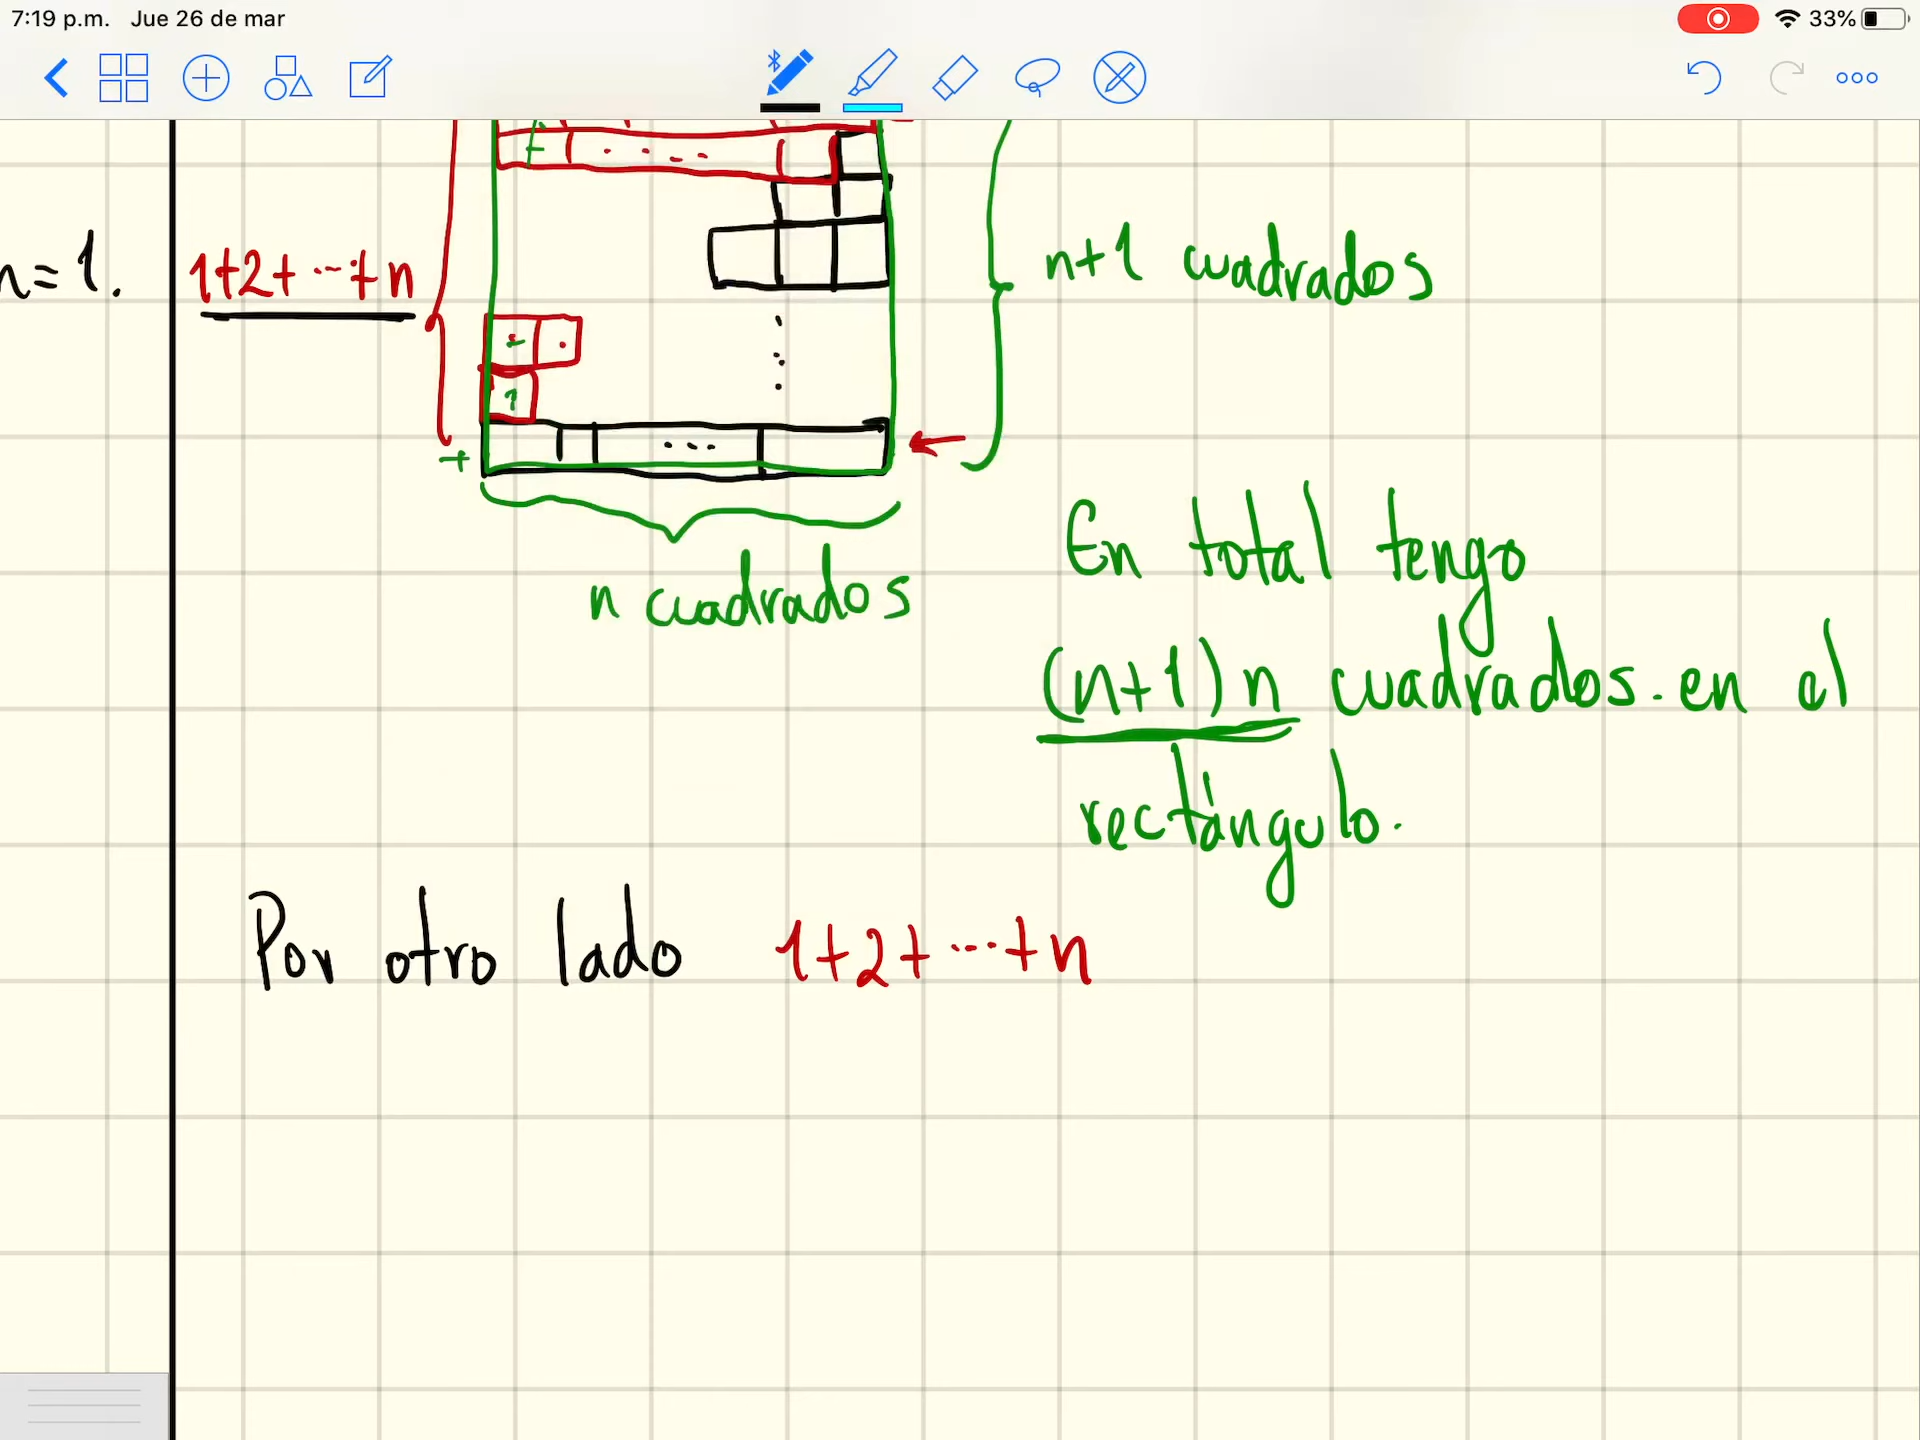 7:19 p.m. Jue 26 de mar
33%
n=1.
1+2+...+n
n+1 cuadrados
n cuadrados
En total tengo
(n+1)n cuadrados. en el
rectángulo.
Por otro lado 1+2+...+n